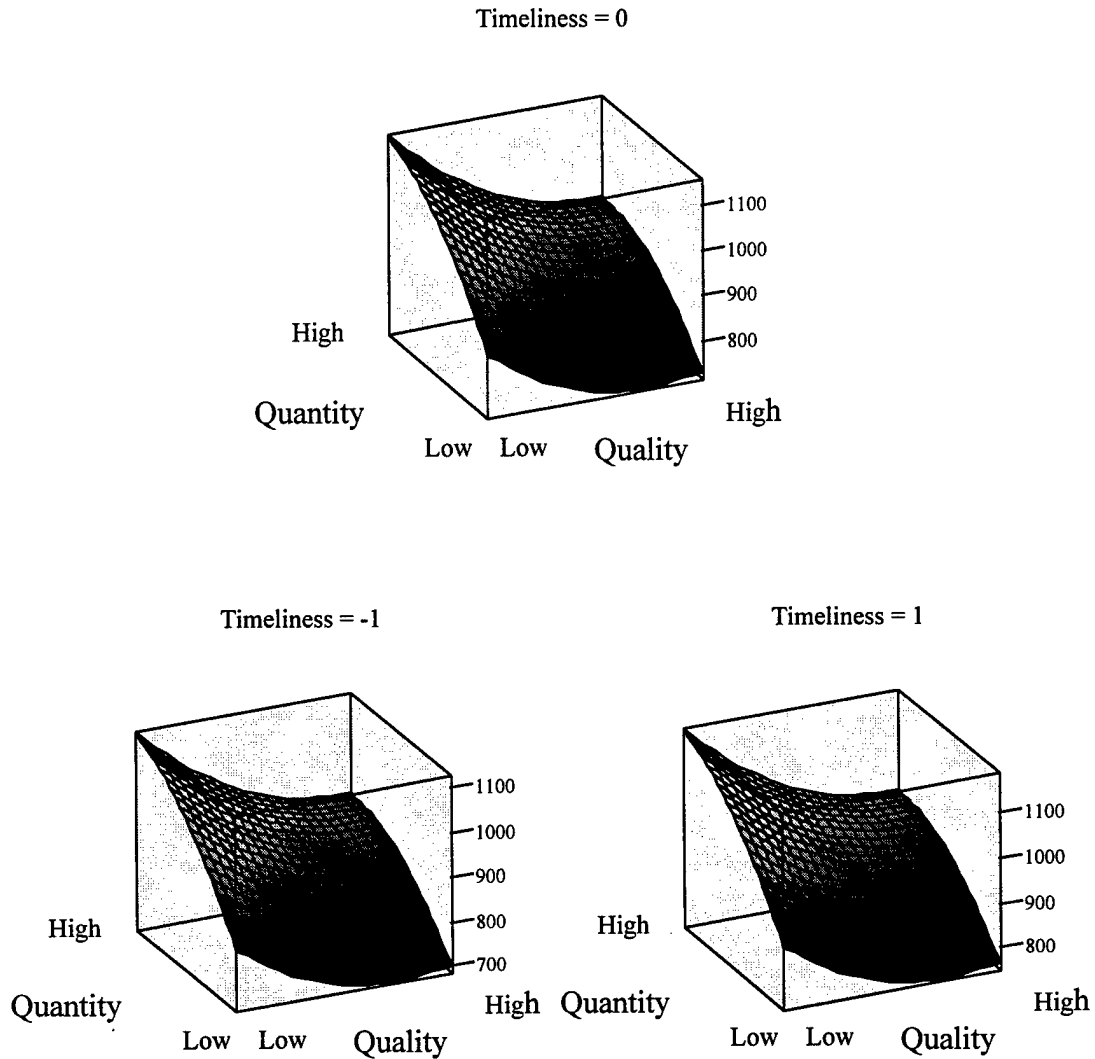 Timeliness = 0
1100
1000
900
800
High
Quantity
Low Low Quality
High
Timeliness = -1
1100
1000
900
800
700
High
Quantity
Low Low Quality
High
Timeliness = 1
1100
1000
900
800
High
Quantity
Low Low Quality
High